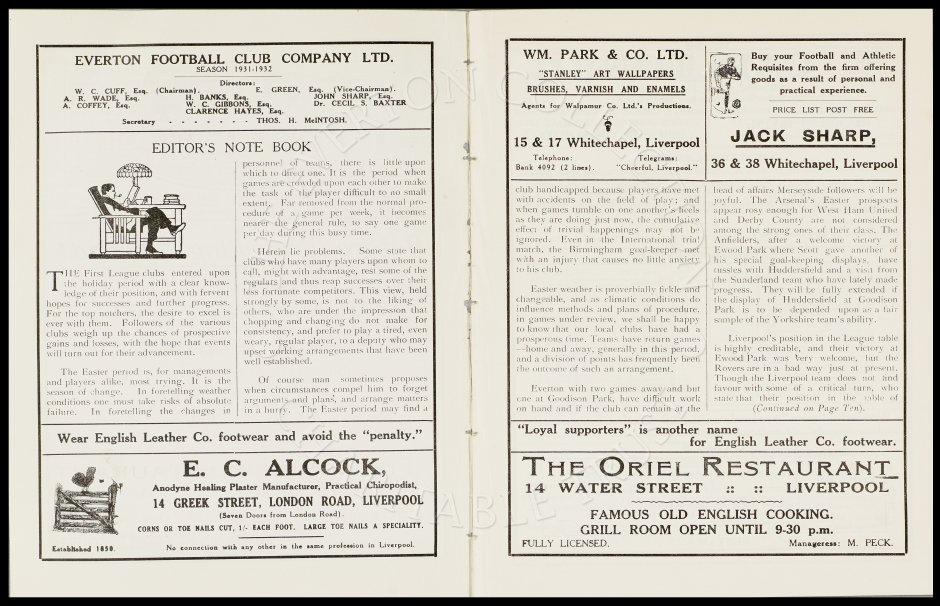 EVERTON FOOTBALL CLUB COMPANY LTD.
SEASON 1931-1932
Directors:
W. C. CUFF, Esq. (Chairman). E. GREEN, Esq. (Vice-Chairman).
A. R. WADE, Esq. H. BANKS, Esq. JOHN SHARP, Esq.
A. COFFEY, Esq. W. C. GIBBONS, Esq. Dr. CECIL S. BAXTER
CLARENCE HAYES, Esq.
Secretary - - - - - - - THOS. H. McINTOSH.
EDITOR'S NOTE BOOK
THE First League clubs entered upon
the holiday period with a clear know-
ledge of their position, and with fervent
hopes for successes and further progress.
For the top notchers, the desire to excel is
ever with them. Followers of the various
clubs weigh up the chances of prospective
gains and losses, with the hope that events
will turn out for their advancement.
The Easter period is, for managements
and players alike, most trying. It is the
season of change. In foretelling weather
conditions one must take risks of absolute
failure. In foretelling the changes in
personnel of teams, there is little upon
which to direct one. It is the period when
games are crowded upon each other to make
the task of the player difficult to no small
extent. Far removed from the normal pro-
cedure of a game per week, it becomes
nearer the general rule, to say one game
per day during this busy time.
Herein lie problems. Some state that
clubs who have many players upon whom to
call, might with advantage, rest some of the
regulars and thus reap successes over their
less fortunate competitors. This view, held
strongly by some, is not to the liking of
others, who are under the impression that
chopping and changing do not make for
consistency, and prefer to play a tired, even
weary, regular player, to a deputy who may
upset working arrangements that have been
well established.
Of course man sometimes proposes
when circumstances compel him to forget
arguments and plans, and arrange matters
in a hurry. The Easter period may find a
Wear English Leather Co. footwear and avoid the "penalty."
E. C. ALCOCK,
Anodyne Healing Plaster Manufacturer, Practical Chiropodist,
14 GREEK STREET, LONDON ROAD, LIVERPOOL
(Seven Doors from London Road).
CORNS OR TOE NAILS CUT, 1/- EACH FOOT. LARGE TOE NAILS A SPECIALITY.
Established 1850. No connection with any other in the same profession in Liverpool.
WM. PARK & CO. LTD.
"STANLEY" ART WALLPAPERS
BRUSHES, VARNISH AND ENAMELS
Agents for Walpamur Co. Ltd.'s Productions.
15 & 17 Whitechapel, Liverpool
Telephone: Telegrams:
Bank 4092 (2 lines). "Cheerful, Liverpool."
Buy your Football and Athletic
Requisites from the firm offering
goods as a result of personal and
practical experience.
PRICE LIST POST FREE
JACK SHARP,
36 & 38 Whitechapel, Liverpool
club handicapped because players have met
with accidents on the field of play; and
when games tumble on one another's heels
as they are doing just now, the cumulative
effect of trivial happenings may not be
ignored. Even in the International trial
match, the Birmingham goal-keeper met
with an injury that causes no little anxiety
to his club.
Easter weather is proverbially fickle and
changeable, and as climatic conditions do
influence methods and plans of procedure,
in games under review, we shall be happy
to know that our local clubs have had a
prosperous time. Teams have return games
—home and away, generally in this period,
and a division of points has frequently been
the outcome of such an arrangement.
Everton with two games away and but
one at Goodison Park, have difficult work
on hand and if the club can remain at the
head of affairs Merseyside followers will be
joyful. The Arsenal's Easter prospects
appear rosy enough for West Ham United
and Derby County are not considered
among the strong ones of their class. The
Anfielders, after a welcome victory at
Ewood Park where Scott gave another of
his special goal-keeping displays, have
tussles with Huddersfield and a visit from
the Sunderland team who have lately made
progress. They will be fully extended if
the display of Huddersfield at Goodison
Park is to be depended upon as a fair
sample of the Yorkshire team's ability.
Liverpool's position in the League table
is highly creditable, and their victory at
Ewood Park was very welcome, but the
Rovers are in a bad way just at present.
Though the Liverpool team does not find
favour with some of a critical turn, who
state that their position in the table of
(Continued on Page Ten).
"Loyal supporters" is another name
for English Leather Co. footwear.
THE ORIEL RESTAURANT
14 WATER STREET :: :: LIVERPOOL
FAMOUS OLD ENGLISH COOKING.
GRILL ROOM OPEN UNTIL 9-30 p.m.
FULLY LICENSED. Manageress: M. PECK.